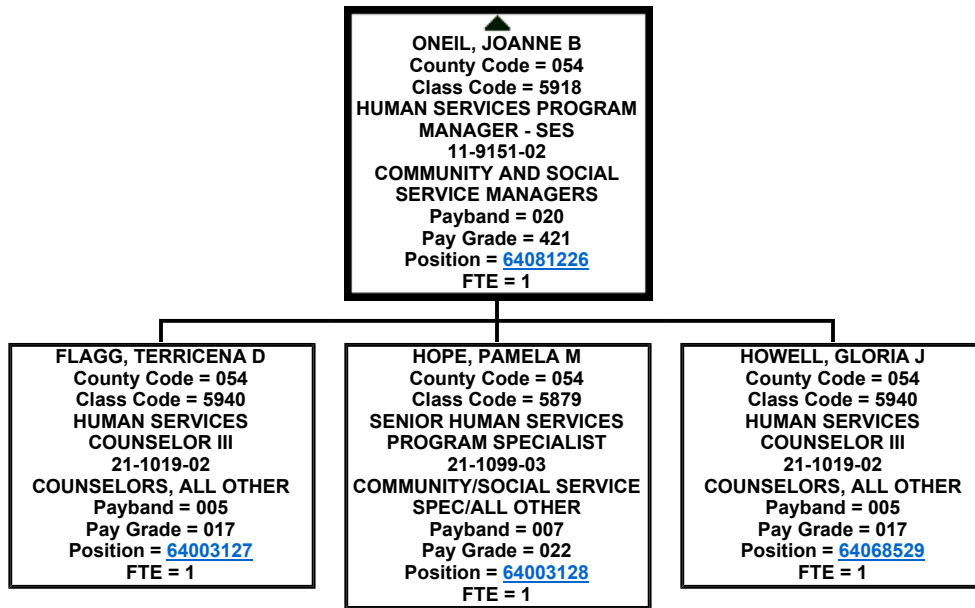 ONEIL, JOANNE B
County Code = 054
Class Code = 5918
HUMAN SERVICES PROGRAM
MANAGER - SES
11-9151-02
COMMUNITY AND SOCIAL
SERVICE MANAGERS
Payband = 020
Pay Grade = 421
Position = 64081226
FTE = 1
FLAGG, TERRICENA D
County Code = 054
Class Code = 5940
HUMAN SERVICES
COUNSELOR III
21-1019-02
COUNSELORS, ALL OTHER
Payband = 005
Pay Grade = 017
Position = 64003127
FTE = 1
HOPE, PAMELA M
County Code = 054
Class Code = 5879
SENIOR HUMAN SERVICES
PROGRAM SPECIALIST
21-1099-03
COMMUNITY/SOCIAL SERVICE
SPEC/ALL OTHER
Payband = 007
Pay Grade = 022
Position = 64003128
FTE = 1
HOWELL, GLORIA J
County Code = 054
Class Code = 5940
HUMAN SERVICES
COUNSELOR III
21-1019-02
COUNSELORS, ALL OTHER
Payband = 005
Pay Grade = 017
Position = 64068529
FTE = 1